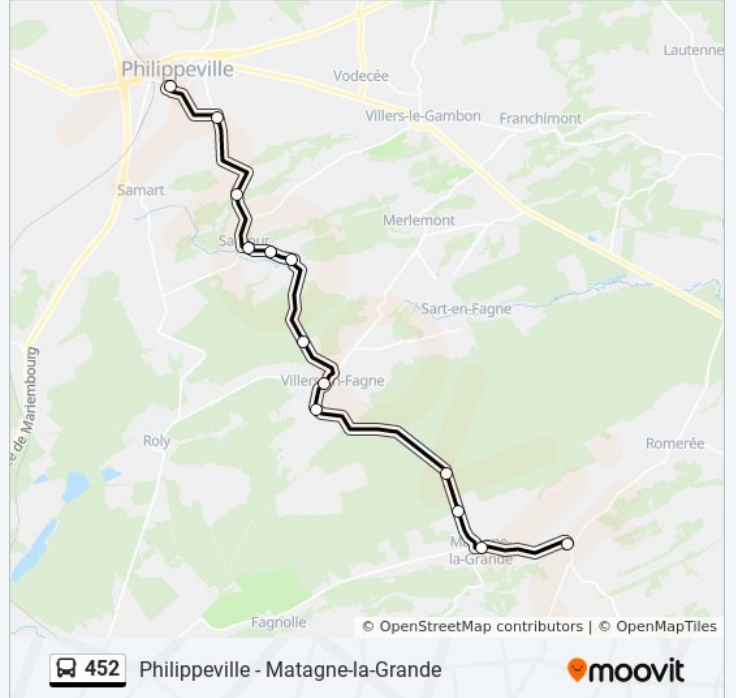 Lautenne
Philippeville
Vodecée
Villers-le-Gambon
Franchimont
Samart
Merlemont
Sart-en-Fagne
e de Mariembourg
Roly
Romerée
la-Grande
Fagnolle
© OpenStreetMap contributors | © OpenMapTiles
452 Philippeville - Matagne-la-Grande
moovit